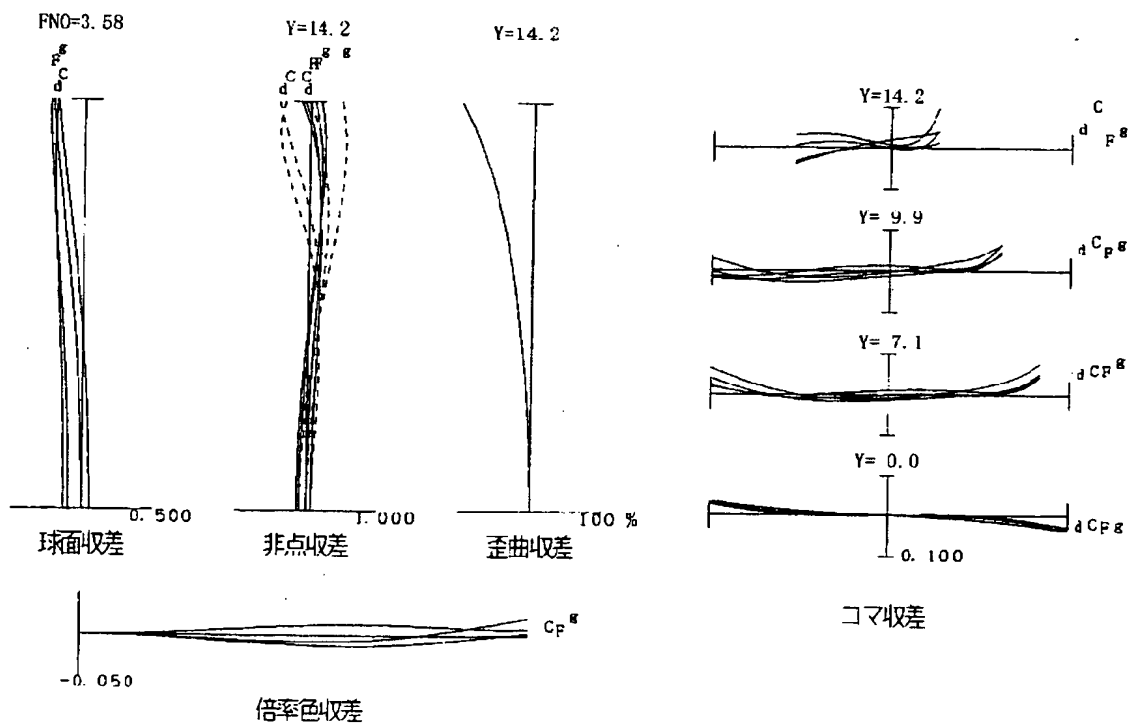 FNO=3.58
F g
d C
球面収差
0.500
Y=14.2
d C C d F F g g
非点収差
1.000
Y=14.2
歪曲収差
100 %
-0.050
C F g
倍率色収差
Y=14.2
C
d F g
Y= 9.9
d C F g
Y= 7.1
d C F g
Y= 0.0
d C F g
0.100
コマ収差